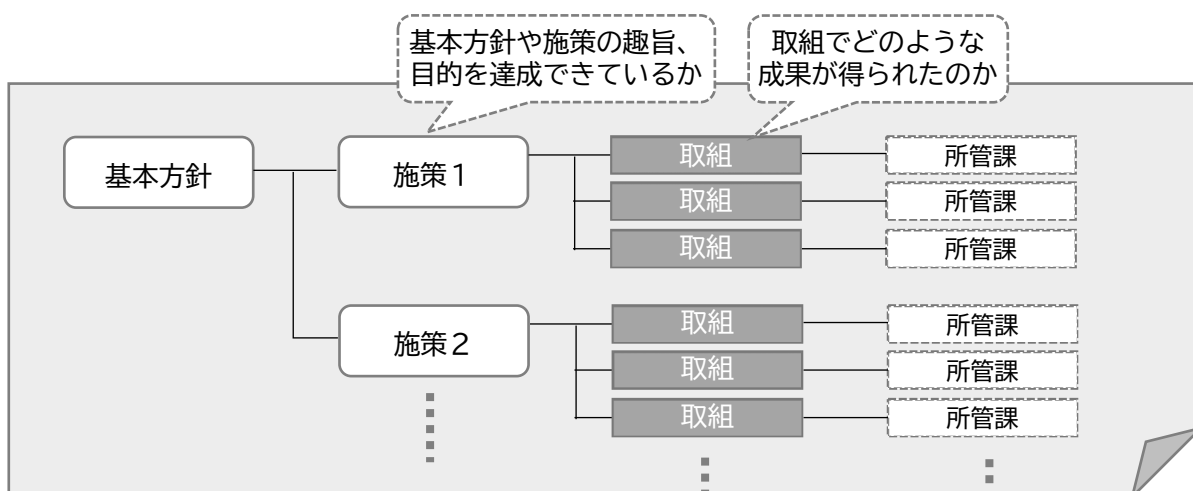 基本方針や施策の趣旨、
目的を達成できているか
取組でどのような
成果が得られたのか
基本方針
施策１
取組
所管課
取組
所管課
取組
所管課
施策２
取組
所管課
取組
所管課
取組
所管課